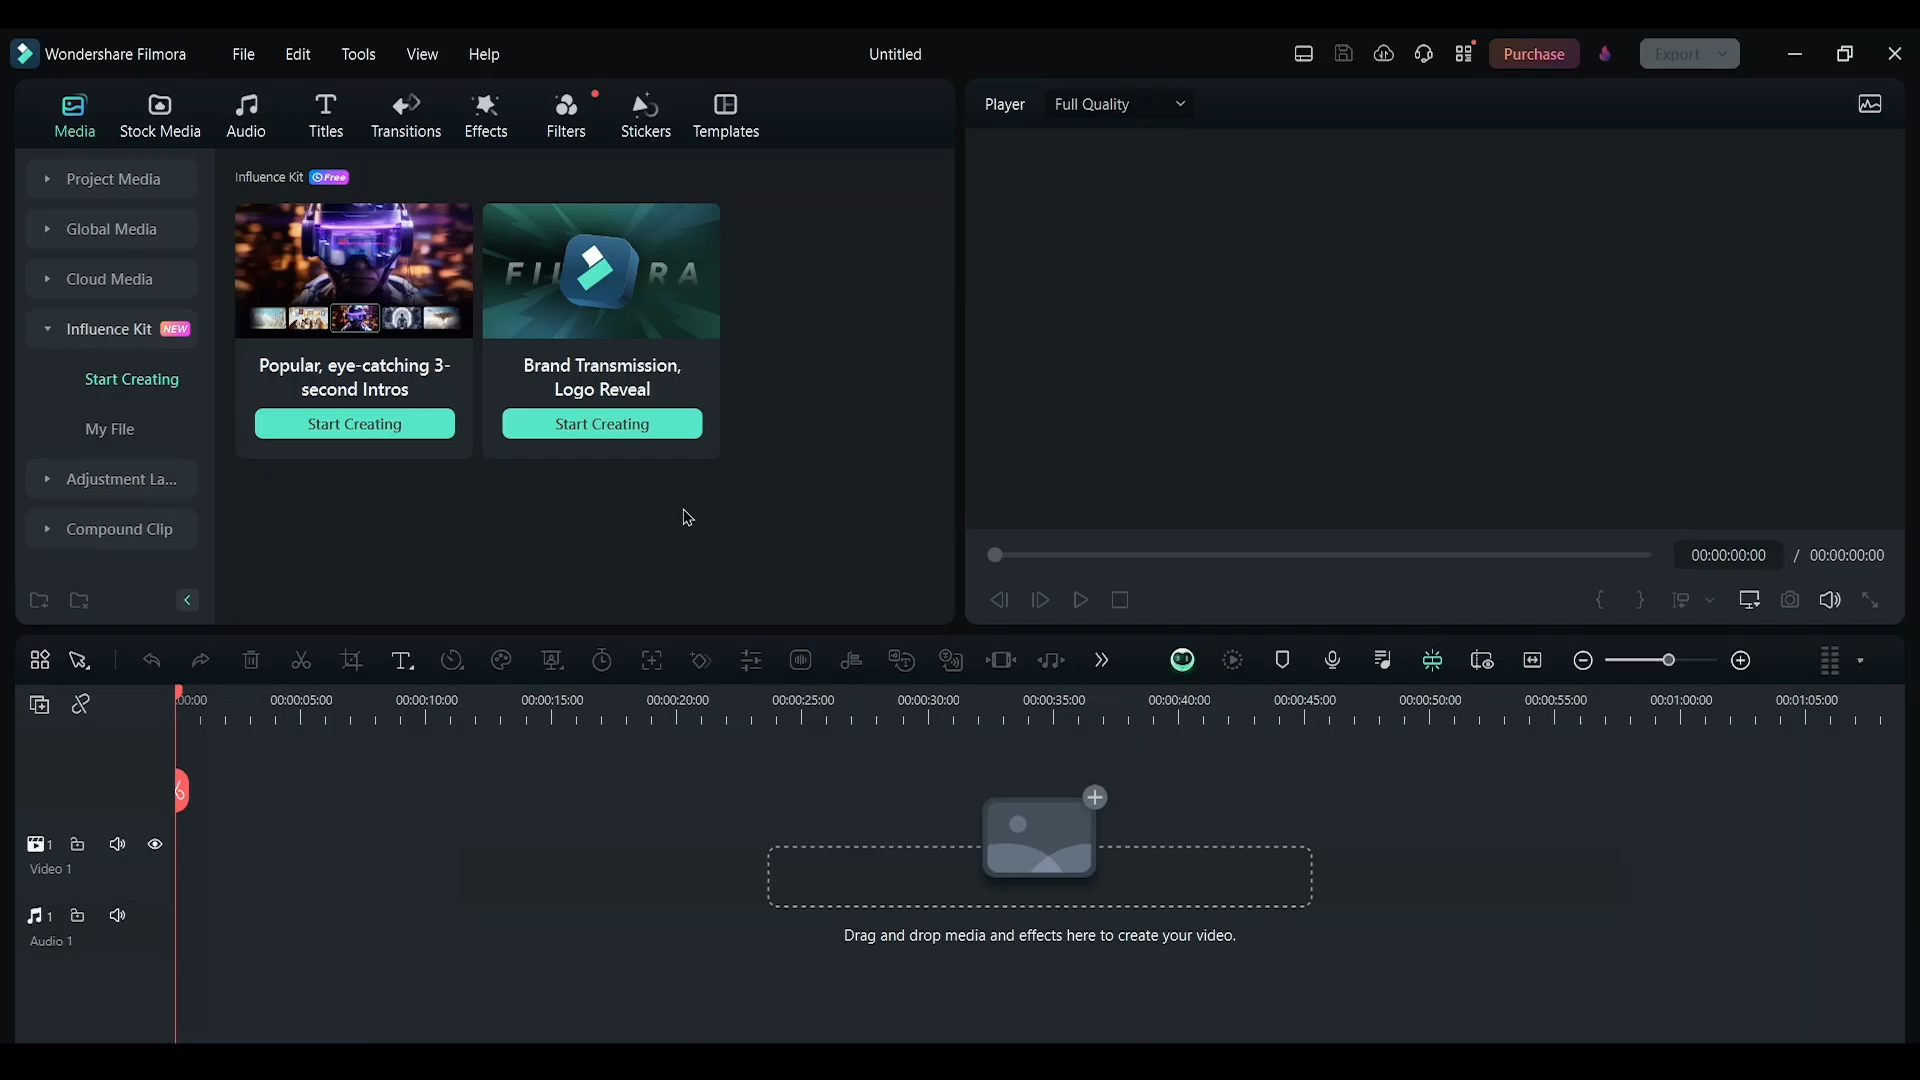 Wondershare Filmora File Edit Tools View Help Untitled Purchase Export
Media Stock Media Audio Titles Transitions Effects Filters Stickers Templates
Player Full Quality
Project Media
Global Media
Cloud Media
Influence Kit NEW
Start Creating
My File
Adjustment La...
Compound Clip
Influence Kit Free
Popular, eye-catching 3-
second Intros
Start Creating
FIL RA
Brand Transmission,
Logo Reveal
Start Creating
00:00:00:00 / 00:00:00:00
:00:00 00:00:05:00 00:00:10:00 00:00:15:00 00:00:20:00 00:00:25:00 00:00:30:00 00:00:35:00 00:00:40:00 00:00:45:00 00:00:50:00 00:00:55:00 00:01:00:00 00:01:05:00
1
Video 1
1
Audio 1
Drag and drop media and effects here to create your video.